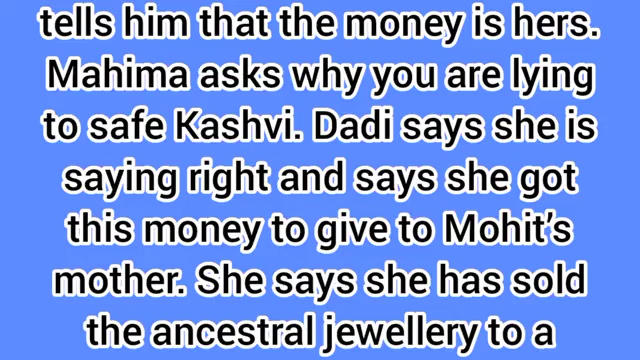 tells him that the money is hers.
Mahima asks why you are lying
to safe Kashvi. Dadi says she is
saying right and says she got
this money to give to Mohit’s
mother. She says she has sold
the ancestral jewellery to a